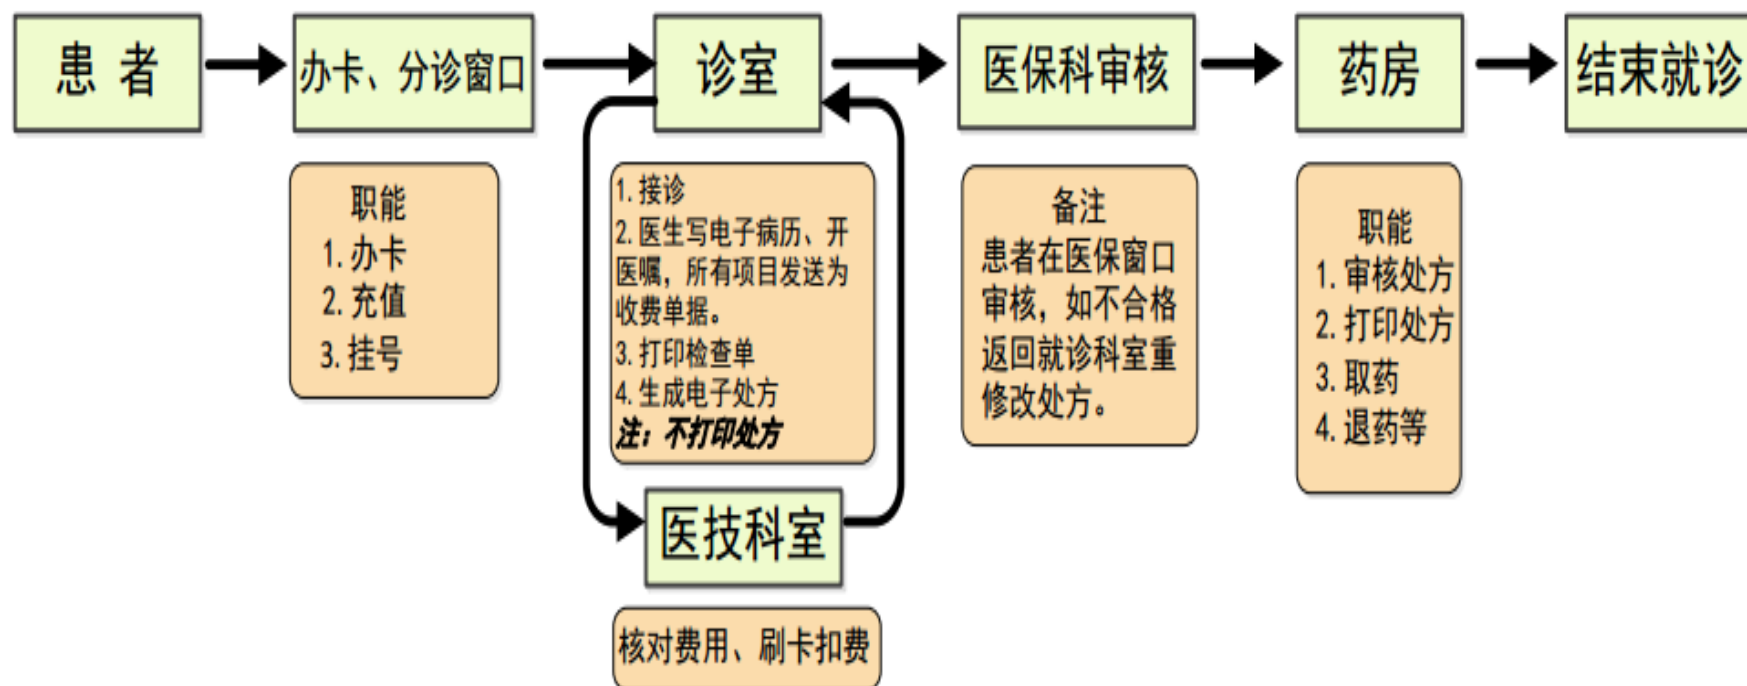 患 者
办卡、分诊窗口
诊室
医保科审核
药房
结束就诊
职能
1. 办卡
2. 充值
3. 挂号
1. 接诊
2. 医生写电子病历、开
医嘱，所有项目发送为
收费单据。
3. 打印检查单
4. 生成电子处方
注：不打印处方
备注
患者在医保窗口
审核，如不合格
返回就诊科室重
修改处方。
职能
1. 审核处方
2. 打印处方
3. 取药
4. 退药等
医技科室
核对费用、刷卡扣费